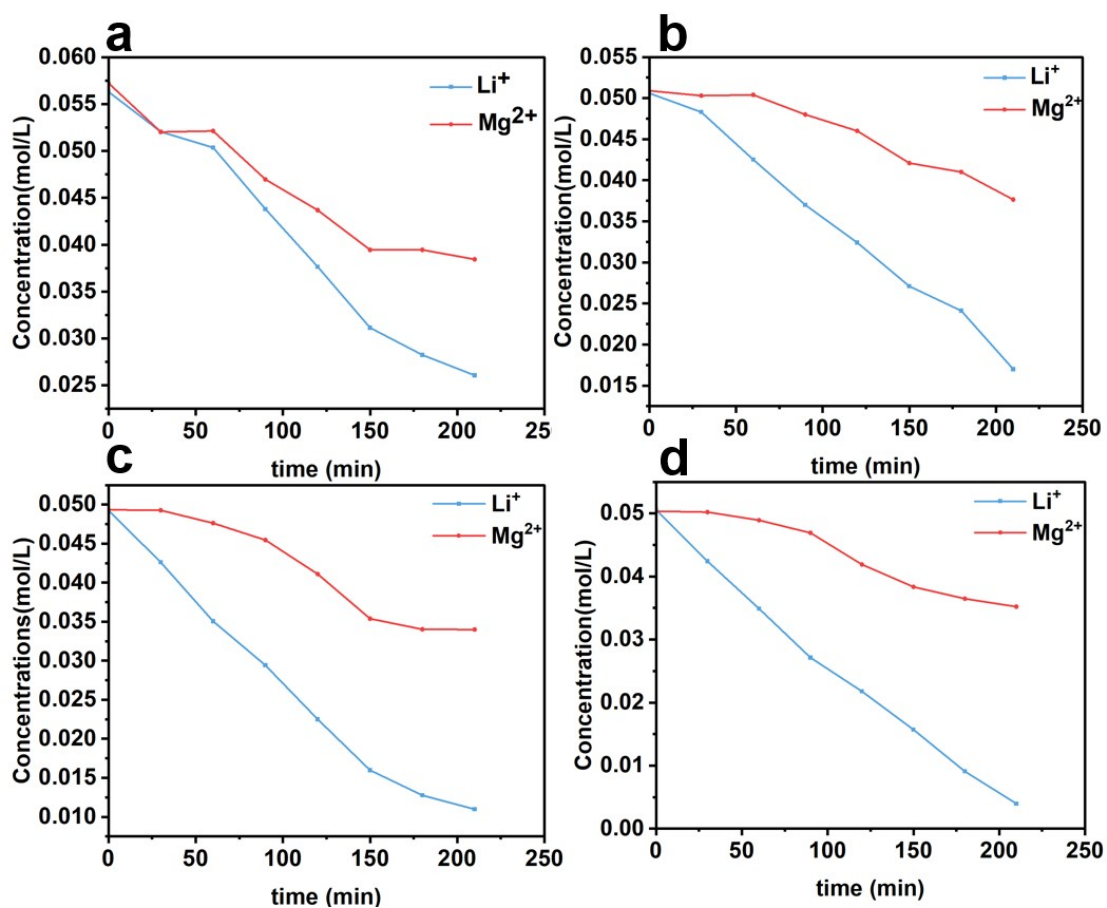 a
0.060
0.055
0.050
0.045
0.040
0.035
0.030
0.025
Concentration(mol/L)
Li⁺
Mg²⁺
0 50 100 150 200 250
time (min)
b
0.055
0.050
0.045
0.040
0.035
0.030
0.025
0.020
0.015
Concentration(mol/L)
Li⁺
Mg²⁺
0 50 100 150 200 250
time (min)
c
0.050
0.045
0.040
0.035
0.030
0.025
0.020
0.015
0.010
Concentrations(mol/L)
Li⁺
Mg²⁺
0 50 100 150 200 250
time (min)
d
0.05
0.04
0.03
0.02
0.01
0.00
Concentration(mol/L)
Li⁺
Mg²⁺
0 50 100 150 200 250
time (min)